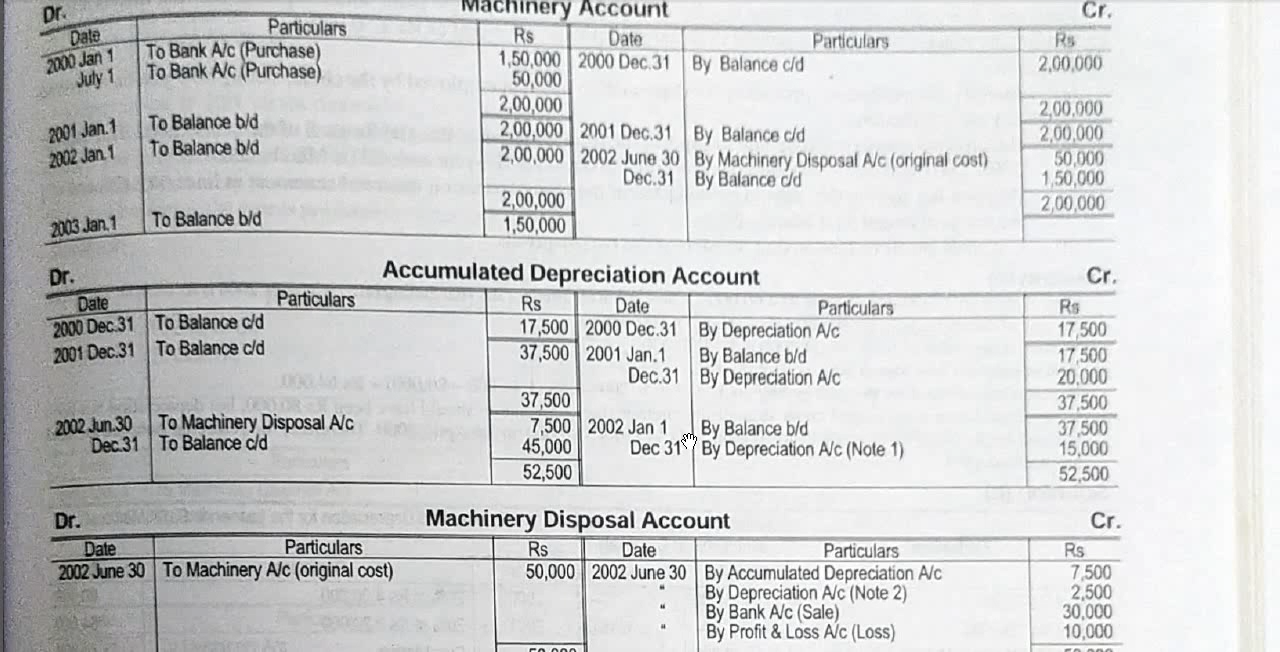 Machinery Account
Dr. Cr.
Date Particulars Rs Date Particulars Rs
2000 Jan 1 To Bank A/c (Purchase) 1,50,000 2000 Dec.31 By Balance c/d 2,00,000
July 1 To Bank A/c (Purchase) 50,000
2,00,000 2,00,000
2001 Jan.1 To Balance b/d 2,00,000 2001 Dec.31 By Balance c/d 2,00,000
2002 Jan.1 To Balance b/d 2,00,000 2002 June 30 By Machinery Disposal A/c (original cost) 50,000
Dec.31 By Balance c/d 1,50,000
2,00,000 2,00,000
2003 Jan.1 To Balance b/d 1,50,000
Dr. Accumulated Depreciation Account Cr.
Date Particulars Rs Date Particulars Rs
2000 Dec.31 To Balance c/d 17,500 2000 Dec.31 By Depreciation A/c 17,500
2001 Dec.31 To Balance c/d 37,500 2001 Jan.1 By Balance b/d 17,500
Dec.31 By Depreciation A/c 20,000
37,500 37,500
2002 Jun.30 To Machinery Disposal A/c 7,500 2002 Jan 1 By Balance b/d 37,500
Dec.31 To Balance c/d 45,000 Dec 31 By Depreciation A/c (Note 1) 15,000
52,500 52,500
Dr. Machinery Disposal Account Cr.
Date Particulars Rs Date Particulars Rs
2002 June 30 To Machinery A/c (original cost) 50,000 2002 June 30 By Accumulated Depreciation A/c 7,500
" By Depreciation A/c (Note 2) 2,500
" By Bank A/c (Sale) 30,000
" By Profit & Loss A/c (Loss) 10,000